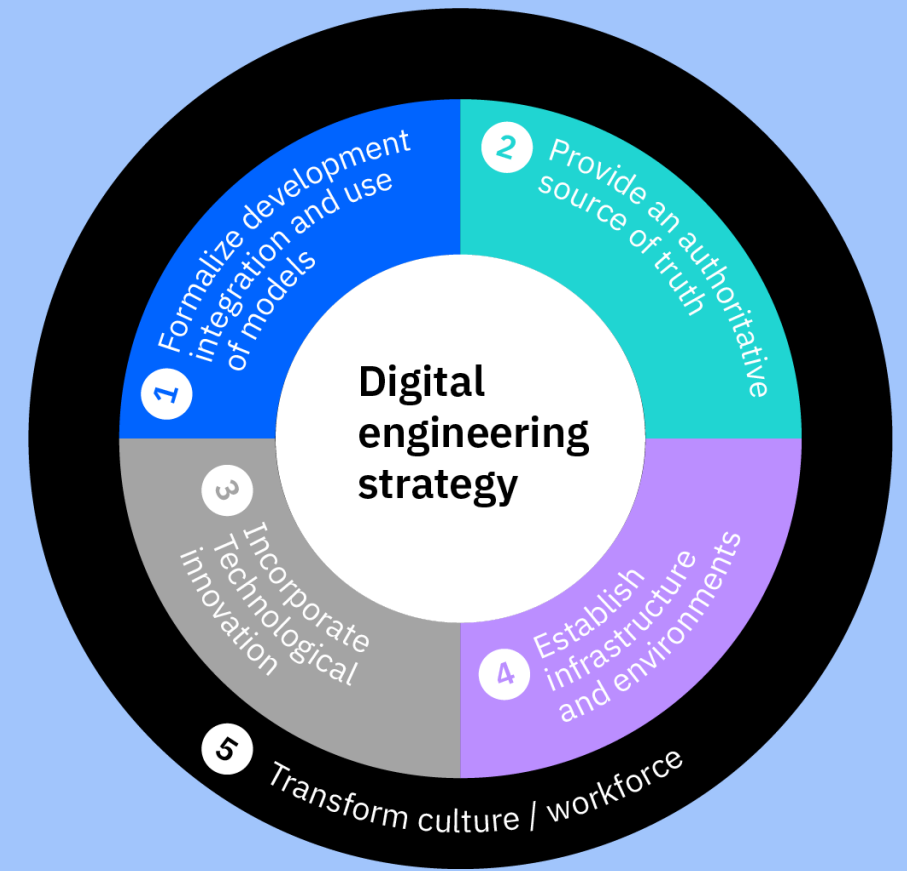 Digital
engineering
strategy
1
Formalize development
integration and use
of models
2
Provide an authoritative
source of truth
3
Incorporate
Technological
innovation
4
Establish
infrastructure
and environments
5
Transform culture / workforce